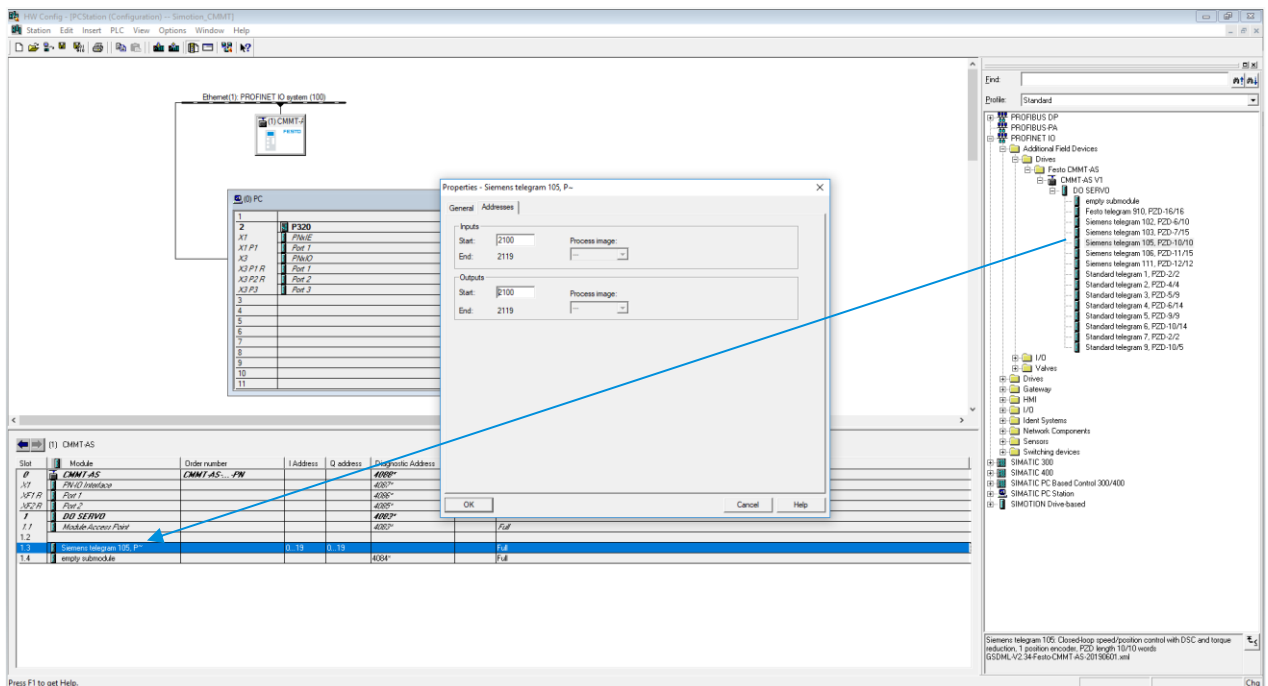 HW Config - [PCStation (Configuration) -- Simotion_CMMT]
Station Edit Insert PLC View Options Window Help
Ethernet(1): PROFINET IO system (100)
(1) CMMT-A
FESTO
(0) PC
1
2 P320
X1 PNxIE
X1 P1 Port 1
X3 PNxIO
X3 P1 R Port 1
X3 P2 R Port 2
X3 P3 Port 3
3
4
5
6
7
8
9
10
11
Properties - Siemens telegram 105, P~
General Addresses
Inputs
Start: 2100 Process image:
End: 2119 ---
Outputs
Start: 2100 Process image:
End: 2119 ---
OK Cancel Help
Find:
Profile: Standard
PROFIBUS DP
PROFIBUS-PA
PROFINET IO
Additional Field Devices
Drives
Festo CMMT-AS
CMMT-AS V1
DO SERVO
empty submodule
Festo telegram 910, PZD-16/16
Siemens telegram 102, PZD-6/10
Siemens telegram 103, PZD-7/15
Siemens telegram 105, PZD-10/10
Siemens telegram 106, PZD-11/15
Siemens telegram 111, PZD-12/12
Standard telegram 1, PZD-2/2
Standard telegram 2, PZD-4/4
Standard telegram 3, PZD-5/9
Standard telegram 4, PZD-6/14
Standard telegram 5, PZD-9/9
Standard telegram 6, PZD-10/14
Standard telegram 7, PZD-2/2
Standard telegram 9, PZD-10/5
I/O
Valves
Drives
Gateway
HMI
I/O
Ident Systems
Network Components
Sensors
Switching devices
SIMATIC 300
SIMATIC 400
SIMATIC PC Based Control 300/400
SIMATIC PC Station
SIMOTION Drive-based
(1) CMMT-AS
Slot Module Order number I Address Q address Diagnostic Address
0 CMMT-AS CMMT-AS-...-PN 4088*
X1 PN-IO Interface 4087*
XF1 R Port 1 4086*
XF2 R Port 2 4085*
1 DO SERVO 4083*
1.1 Module Access Point 4083* Full
1.2
1.3 Siemens telegram 105, P~ 0...19 0...19 Full
1.4 empty submodule 4084* Full
Siemens telegram 105: Closed-loop speed/position control with DSC and torque
reduction, 1 position encoder, PZD length 10/10 words
GSDML-V2.34-Festo-CMMT-AS-20190601.xml
Press F1 to get Help.
Chg